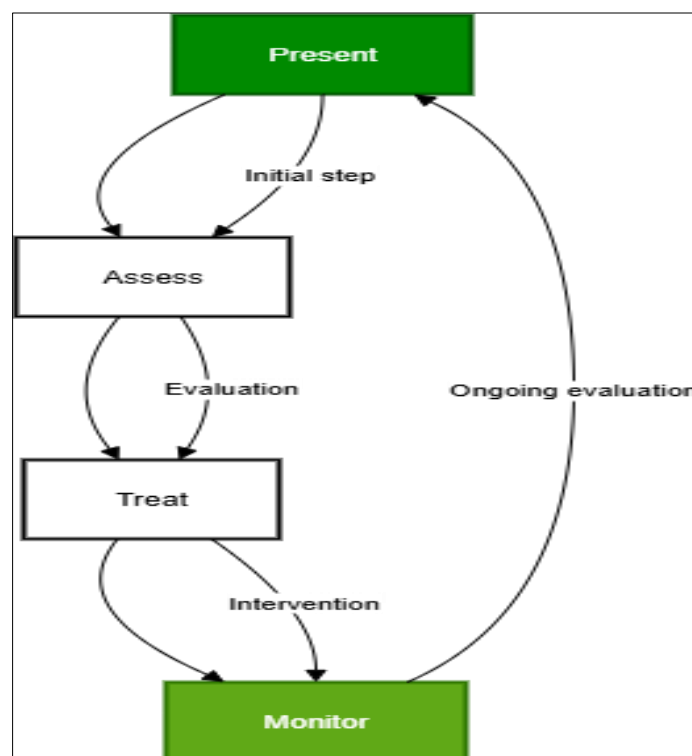 Present
Initial step
Assess
Evaluation
Ongoing evaluation
Treat
Intervention
Monitor